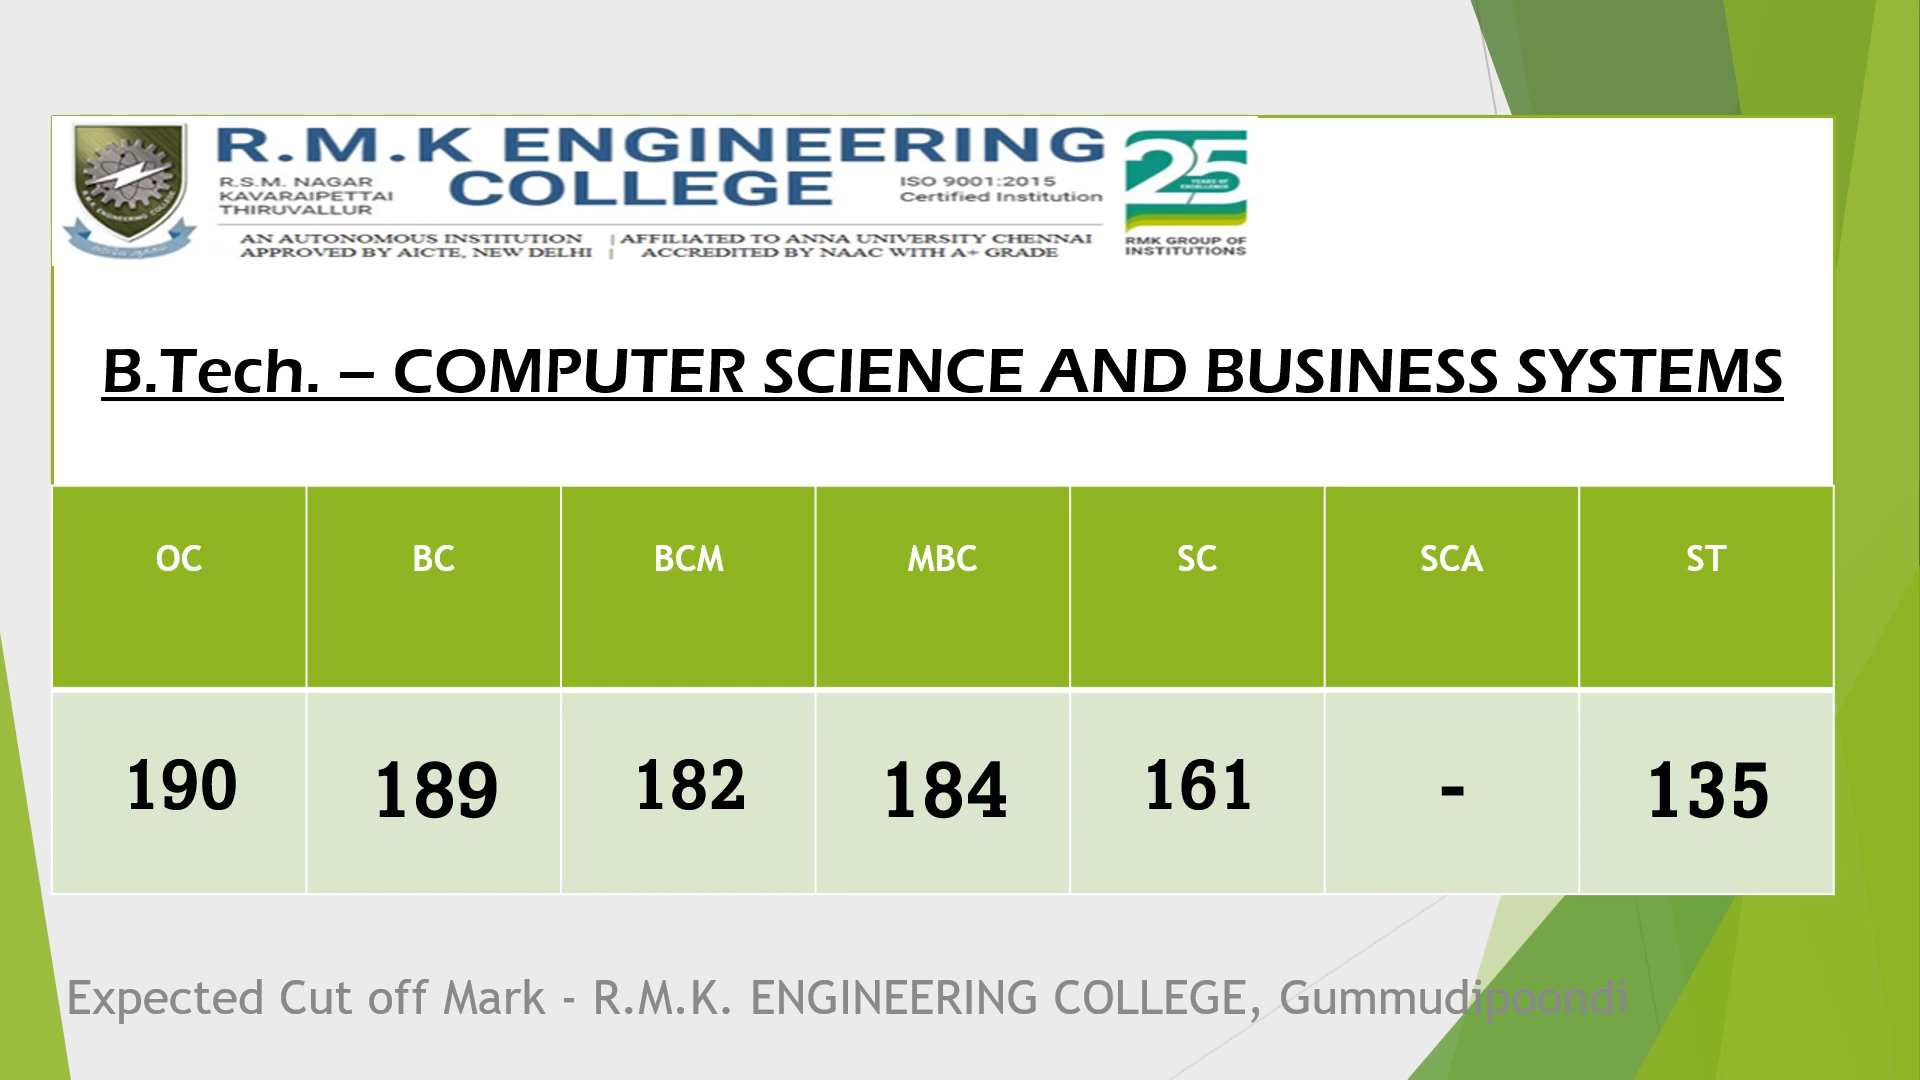 R.M.K ENGINEERING
COLLEGE
R.S.M. NAGAR
KAVARAIPETTAI
THIRUVALLUR
ISO 9001:2015
Certified Institution
AN AUTONOMOUS INSTITUTION | AFFILIATED TO ANNA UNIVERSITY CHENNAI
APPROVED BY AICTE, NEW DELHI | ACCREDITED BY NAAC WITH A+ GRADE
25
YEARS OF
EXCELLENCE
RMK GROUP OF
INSTITUTIONS
B.Tech. – COMPUTER SCIENCE AND BUSINESS SYSTEMS
OC BC BCM MBC SC SCA ST
190 189 182 184 161 - 135
Expected Cut off Mark - R.M.K. ENGINEERING COLLEGE, Gummudipoondi